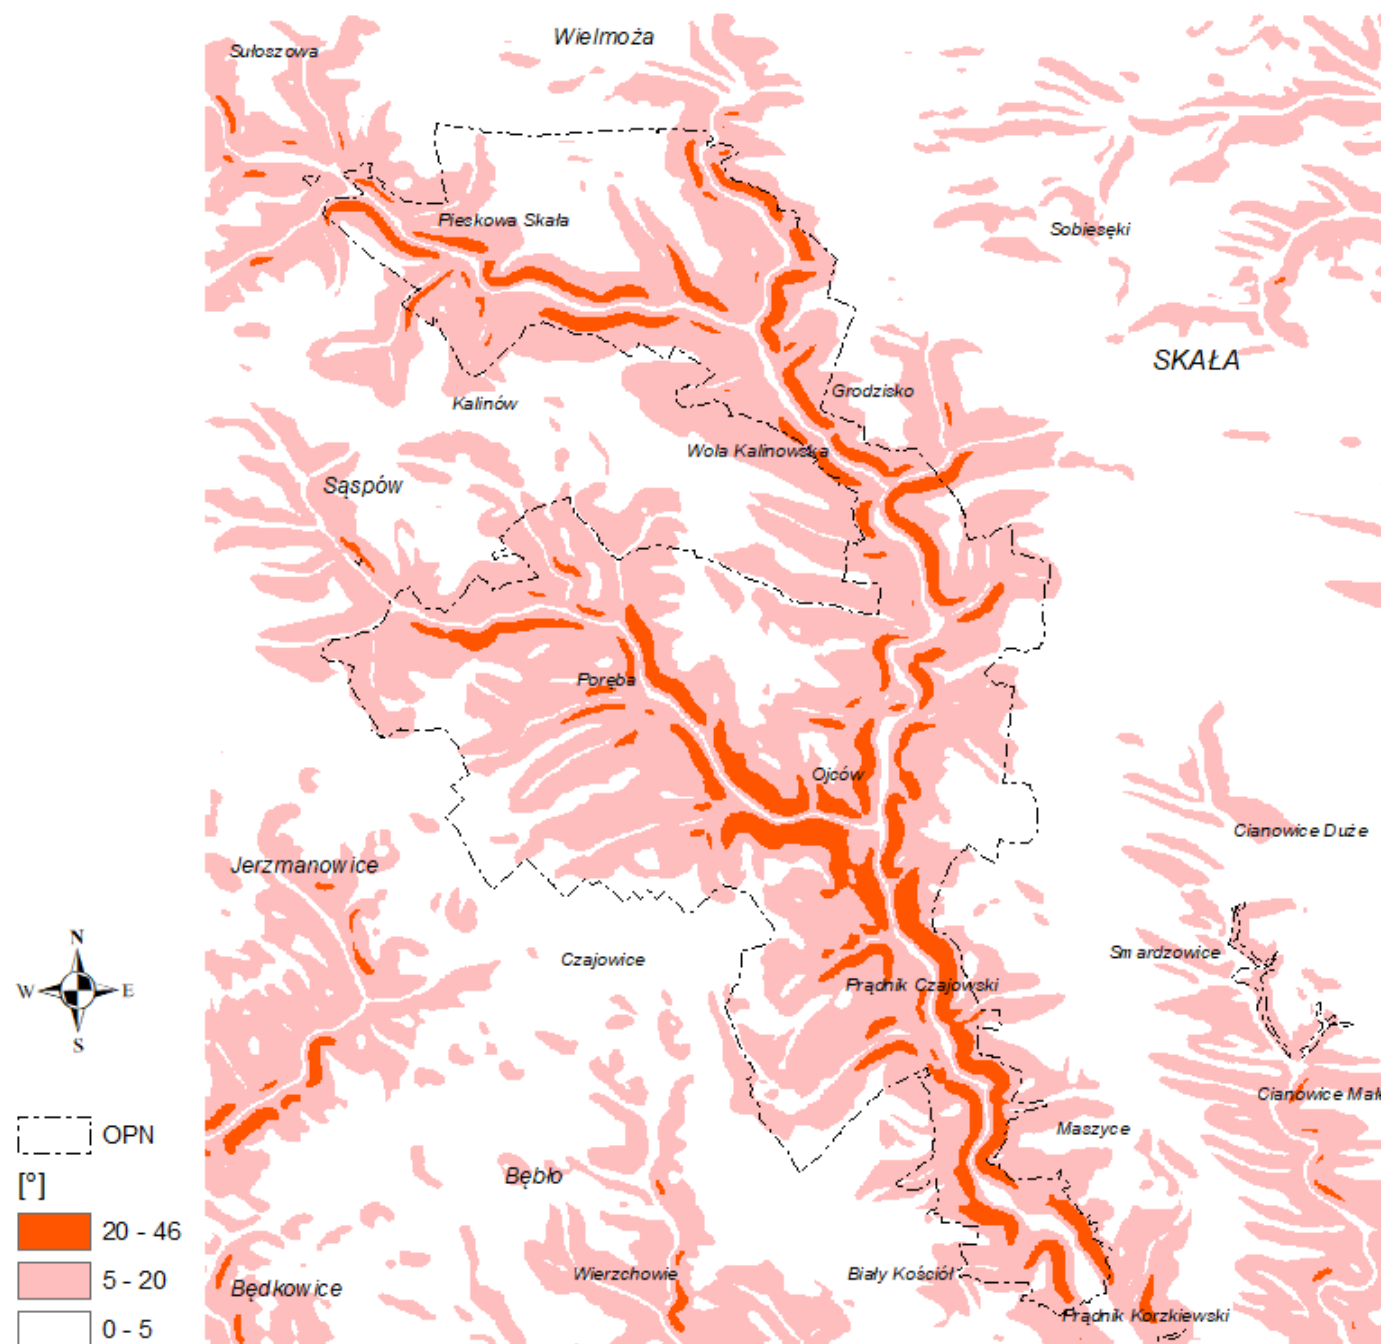 Wielmoża
Sułoszowa
Pieskowa Skała
Sobiesęki
SKAŁA
Grodzisko
Kalinów
Wola Kalinowska
Sąspów
Poręba
Ojców
Cianowice Duże
Jerzmanowice
Smardzowice
Czajowice
Prądnik Czajowski
N
W
E
S
Cianowice Mał
Maszyce
OPN
Bębło
[°]
20 - 46
5 - 20
0 - 5
Będkowice
Wierzchowie
Biały Kościół
Prądnik Korzkiewski